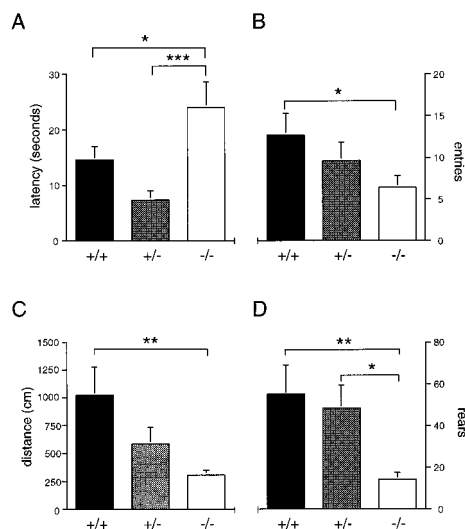 A
B
*
***
*
30
20
10
0
latency (seconds)
20
15
10
5
0
entries
+/+ +/- -/-
+/+ +/- -/-
C
D
**
**
*
1500
1250
1000
750
500
250
0
distance (cm)
80
60
40
20
0
rears
+/+ +/- -/-
+/+ +/- -/-